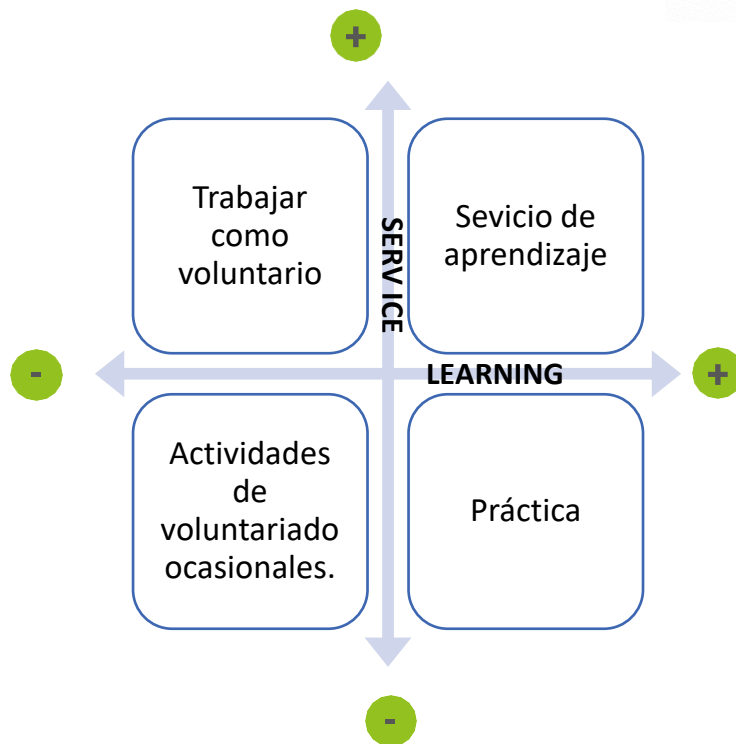 +
Trabajar
como
voluntario
SERV ICE
Sevicio de
aprendizaje
-
LEARNING
+
Actividades
de
voluntariado
ocasionales.
Práctica
-